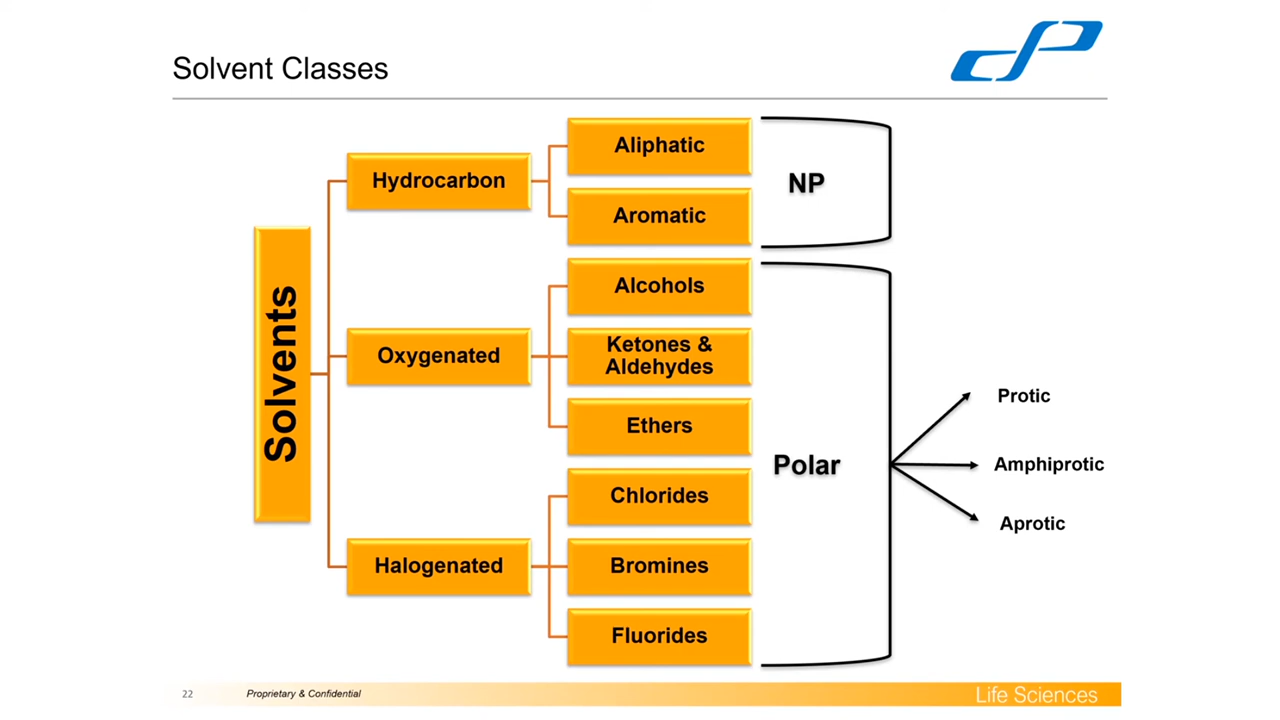 Solvent Classes
Solvents
Hydrocarbon
Aliphatic
Aromatic
NP
Oxygenated
Alcohols
Ketones &
Aldehydes
Ethers
Halogenated
Chlorides
Bromines
Fluorides
Polar
Protic
Amphiprotic
Aprotic
22
Proprietary & Confidential
Life Sciences